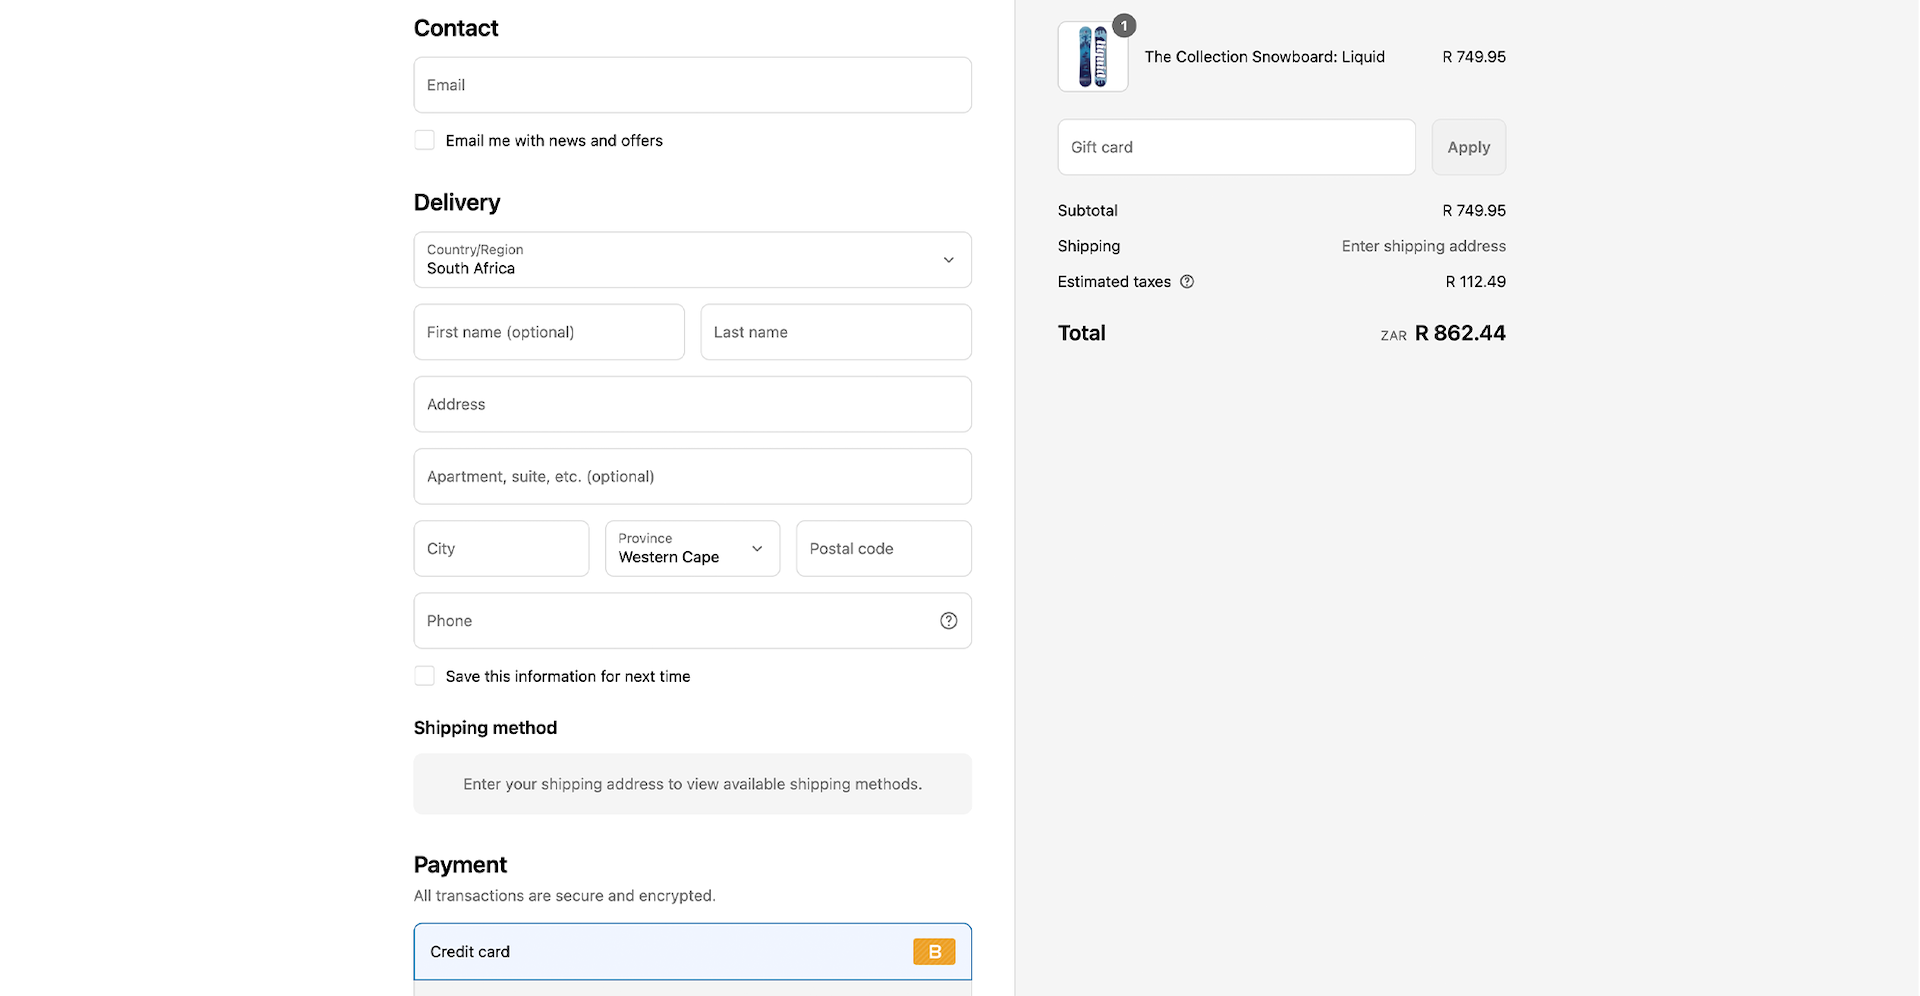 Contact
Email
Email me with news and offers
Delivery
Country/Region
South Africa
First name (optional)
Last name
Address
Apartment, suite, etc. (optional)
City
Province
Western Cape
Postal code
Phone
Save this information for next time
Shipping method
Enter your shipping address to view available shipping methods.
Payment
All transactions are secure and encrypted.
Credit card
B
1
The Collection Snowboard: Liquid
R 749.95
Gift card
Apply
Subtotal
R 749.95
Shipping
Enter shipping address
Estimated taxes
R 112.49
Total
ZAR R 862.44